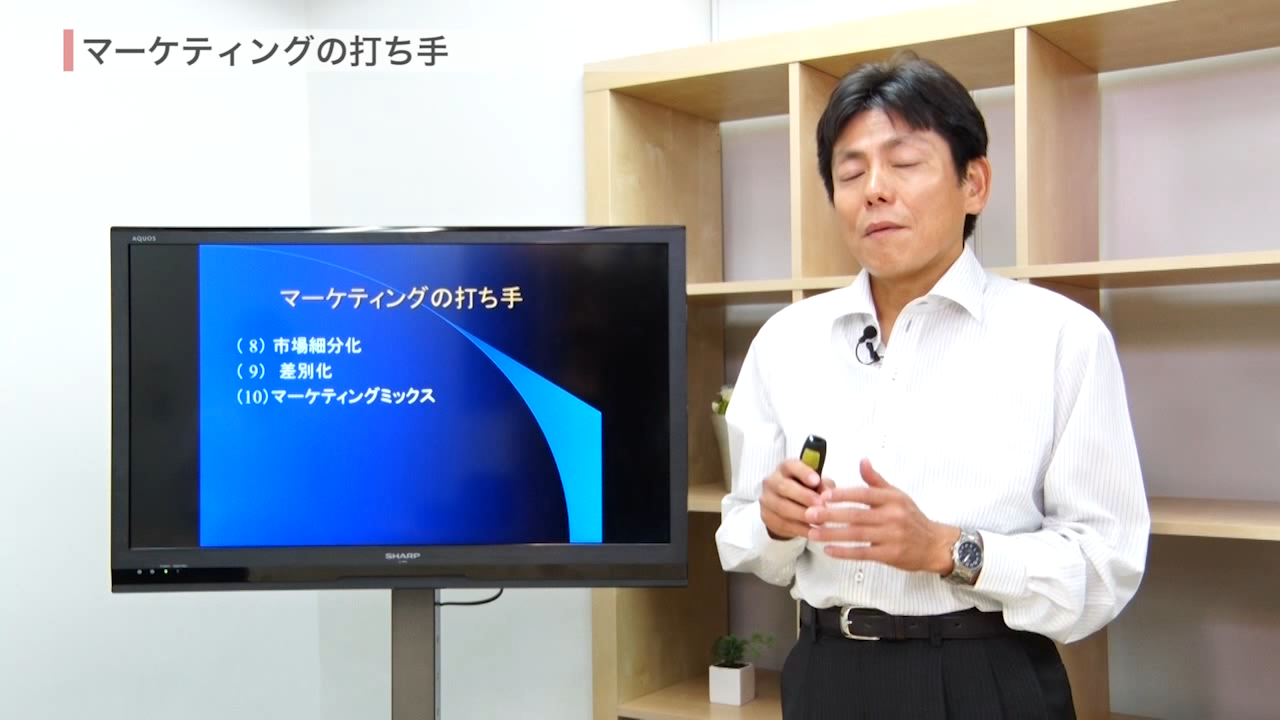 マーケティングの打ち手
AQUOS
マーケティングの打ち手
( 8) 市場細分化
( 9) 差別化
(10)マーケティングミックス
SHARP